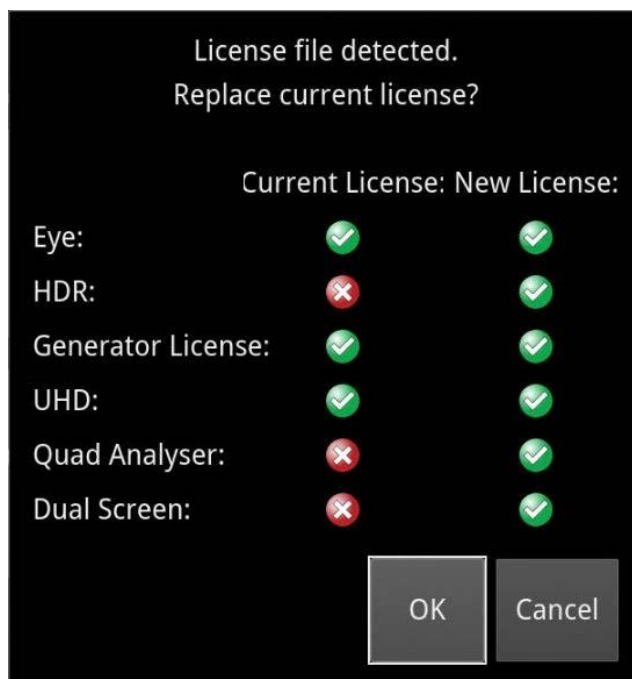 License file detected.
Replace current license?
Current License: New License:
Eye:
HDR:
Generator License:
UHD:
Quad Analyser:
Dual Screen:
OK Cancel